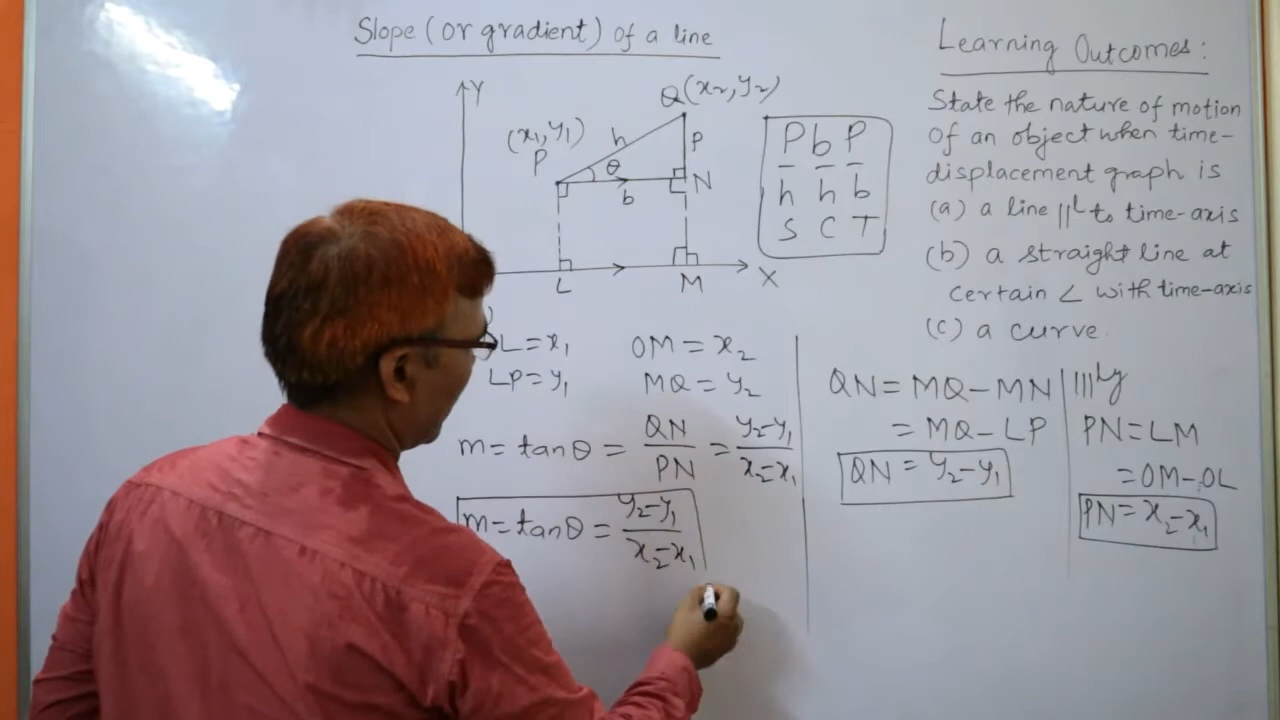 Slope (or gradient) of a line
Y
Q(x₂, y₂)
(x₁, y₁)
P
h
θ
P
N
b
L
M
X
P b P
h h b
S C T
Learning Outcomes:
State the nature of motion
of an object when time-
displacement graph is
(a) a line ||ᴸ to time-axis
(b) a straight line at
certain ∠ with time-axis
(c) a curve.
L = x₁ OM = x₂
LP = y₁ MQ = y₂
m = tanθ = QN/PN = y₂-y₁/x₂-x₁
m = tanθ = y₂-y₁/x₂-x₁
QN = MQ - MN
= MQ - LP
QN = y₂-y₁
|||ly
PN = LM
= OM - OL
PN = x₂-x₁